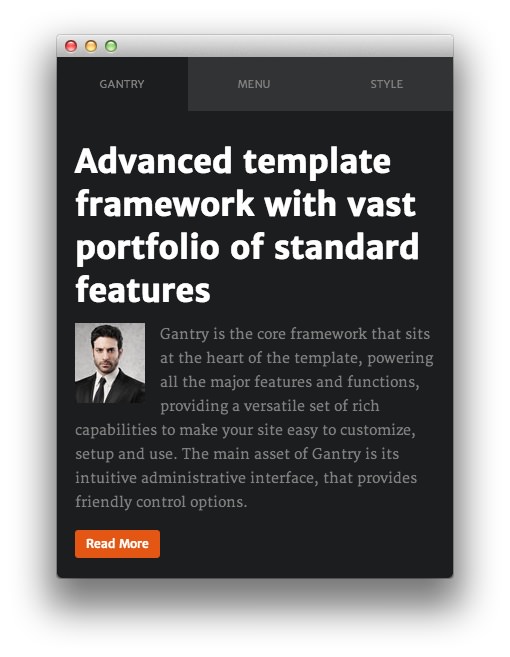 GANTRY MENU STYLE
Advanced template
framework with vast
portfolio of standard
features
Gantry is the core framework that sits
at the heart of the template, powering
all the major features and functions,
providing a versatile set of rich
capabilities to make your site easy to customize,
setup and use. The main asset of Gantry is its
intuitive administrative interface, that provides
friendly control options.
Read More